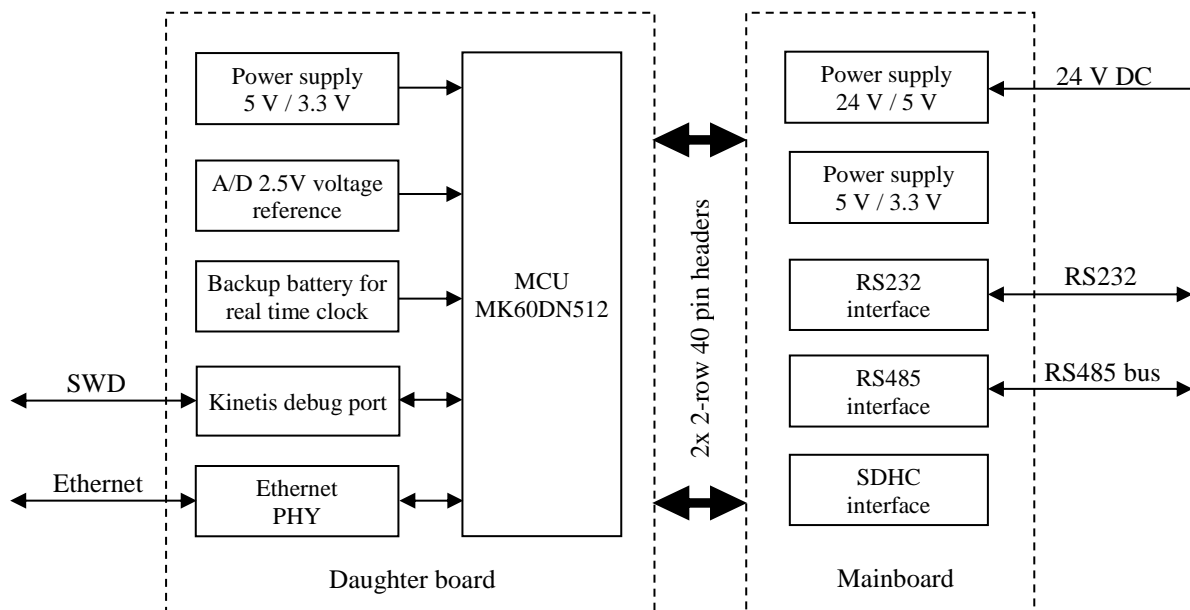 Power supply
5 V / 3.3 V
A/D 2.5V voltage
reference
Backup battery for
real time clock
SWD
Kinetis debug port
Ethernet
Ethernet
PHY
MCU
MK60DN512
Daughter board
2x 2-row 40 pin headers
Power supply
24 V / 5 V
24 V DC
Power supply
5 V / 3.3 V
RS232
interface
RS232
RS485
interface
RS485 bus
SDHC
interface
Mainboard